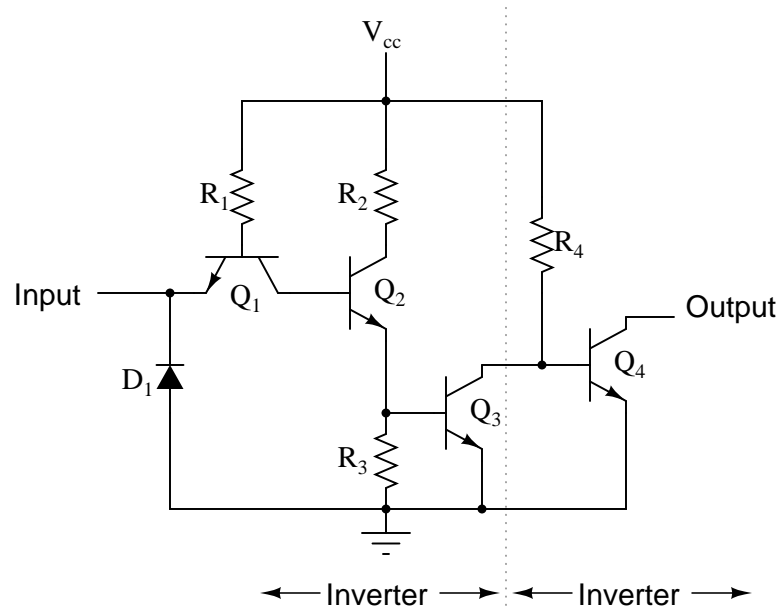 Vcc
R1
R2
R4
Input
Q1
Q2
Output
D1
Q4
Q3
R3
Inverter
Inverter